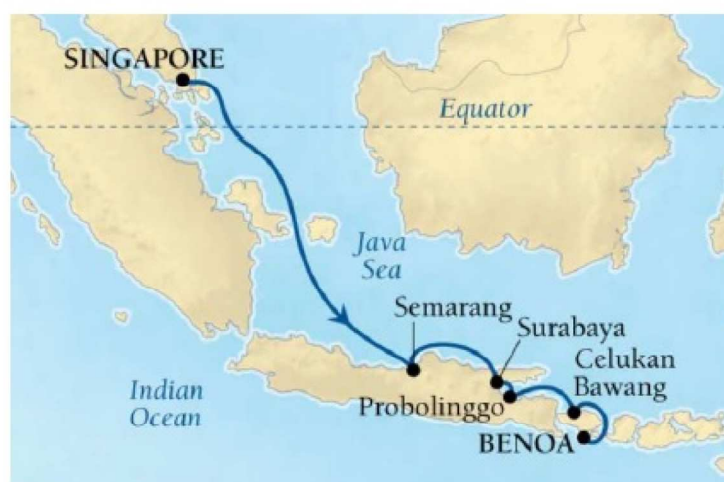 SINGAPORE
Equator
Java
Sea
Semarang
Surabaya
Celukan
Bawang
Indian
Ocean
Probolinggo
BENOA